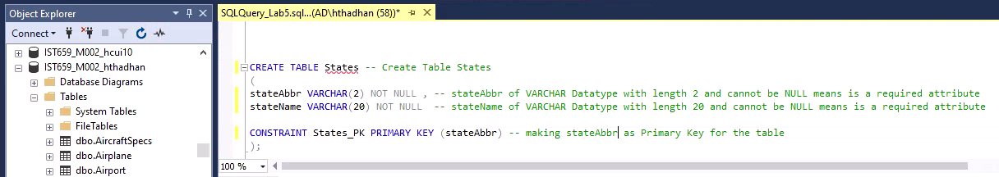 Object Explorer
Connect
IST659_M002_hcui10
IST659_M002_hthadhan
Database Diagrams
Tables
System Tables
FileTables
dbo.AircraftSpecs
dbo.Airplane
dbo.Airport
SQLQuery_Lab5.sql...(AD\hthadhan (58))*
CREATE TABLE States -- Create Table States
(
stateAbbr VARCHAR(2) NOT NULL , -- stateAbbr of VARCHAR Datatype with length 2 and cannot be NULL means is a required attribute
stateName VARCHAR(20) NOT NULL -- stateName of VARCHAR Datatype with length 20 and cannot be NULL means is a required attribute
CONSTRAINT States_PK PRIMARY KEY (stateAbbr) -- making stateAbbr as Primary Key for the table
);
100 %